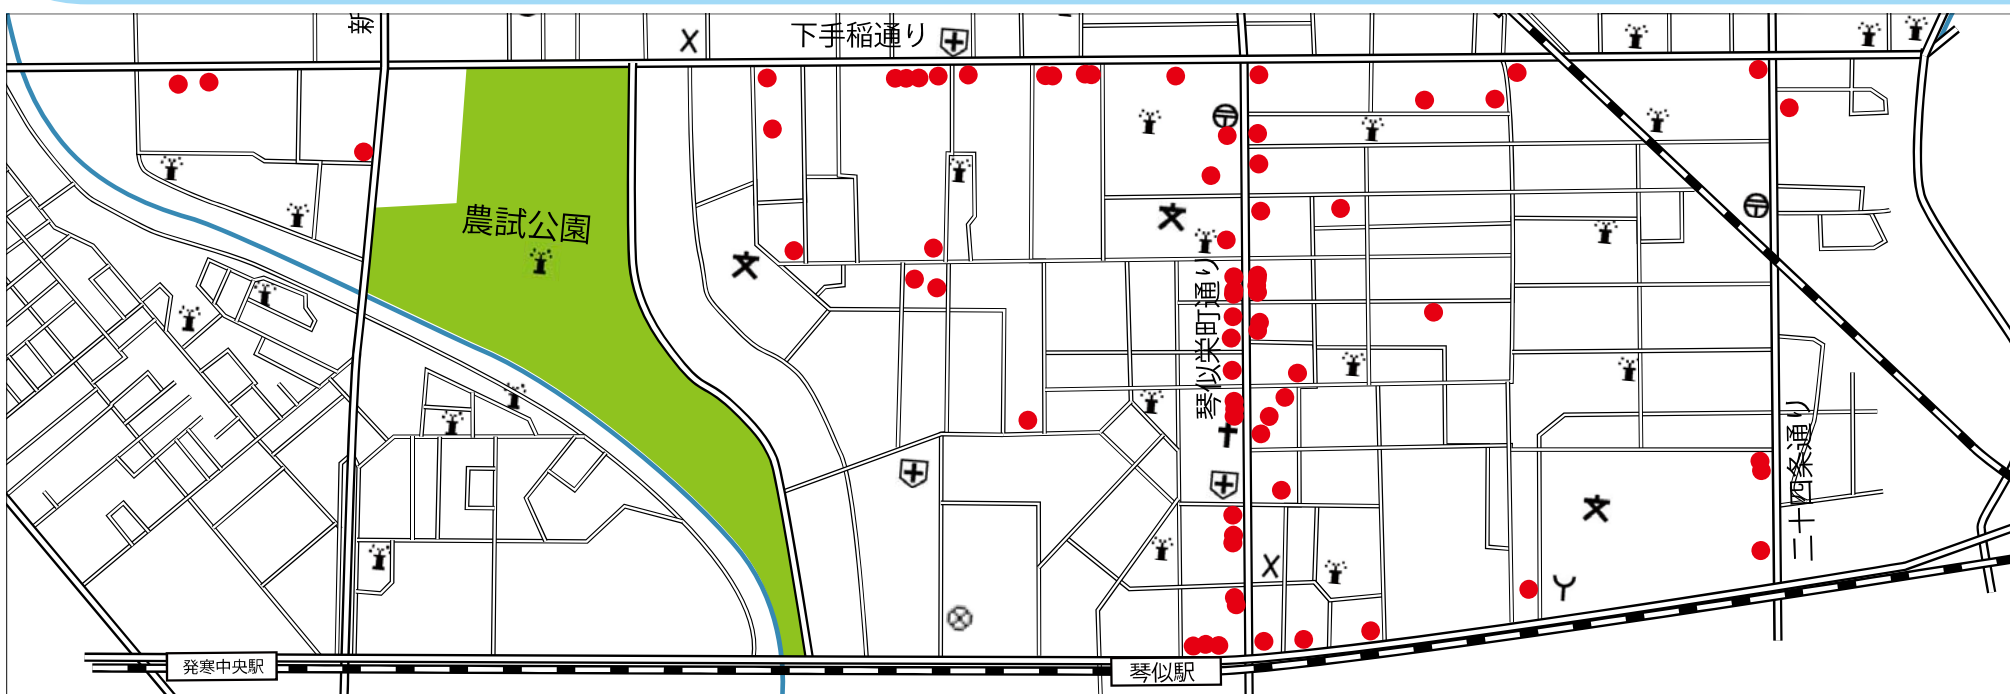 新
下手稲通り
農試公園
琴似栄町通り
二十四条通り
発寒中央駅
琴似駅